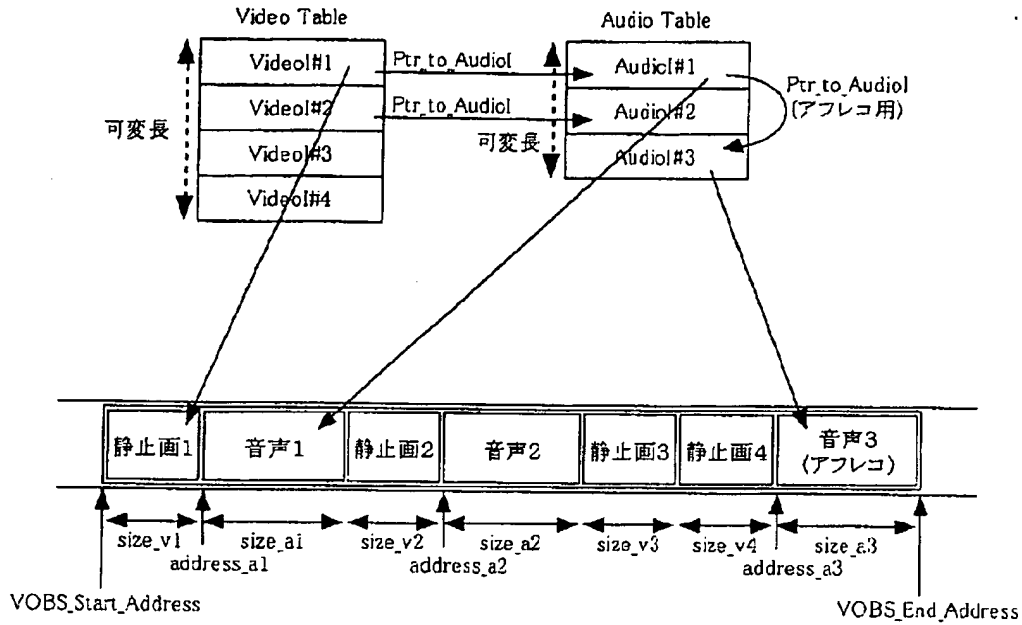 Video Table
VideoI#1
VideoI#2
VideoI#3
VideoI#4
可変長
Ptr_to_AudioI
Ptr_to_AudioI
Audio Table
AudioI#1
AudioI#2
AudioI#3
可変長
Ptr_to_AudioI
(アフレコ用)
静止画1
音声1
静止画2
音声2
静止画3
静止画4
音声3
(アフレコ)
size_v1
size_a1
size_v2
size_a2
size_v3
size_v4
size_a3
address_a1
address_a2
address_a3
VOBS_Start_Address
VOBS_End_Address